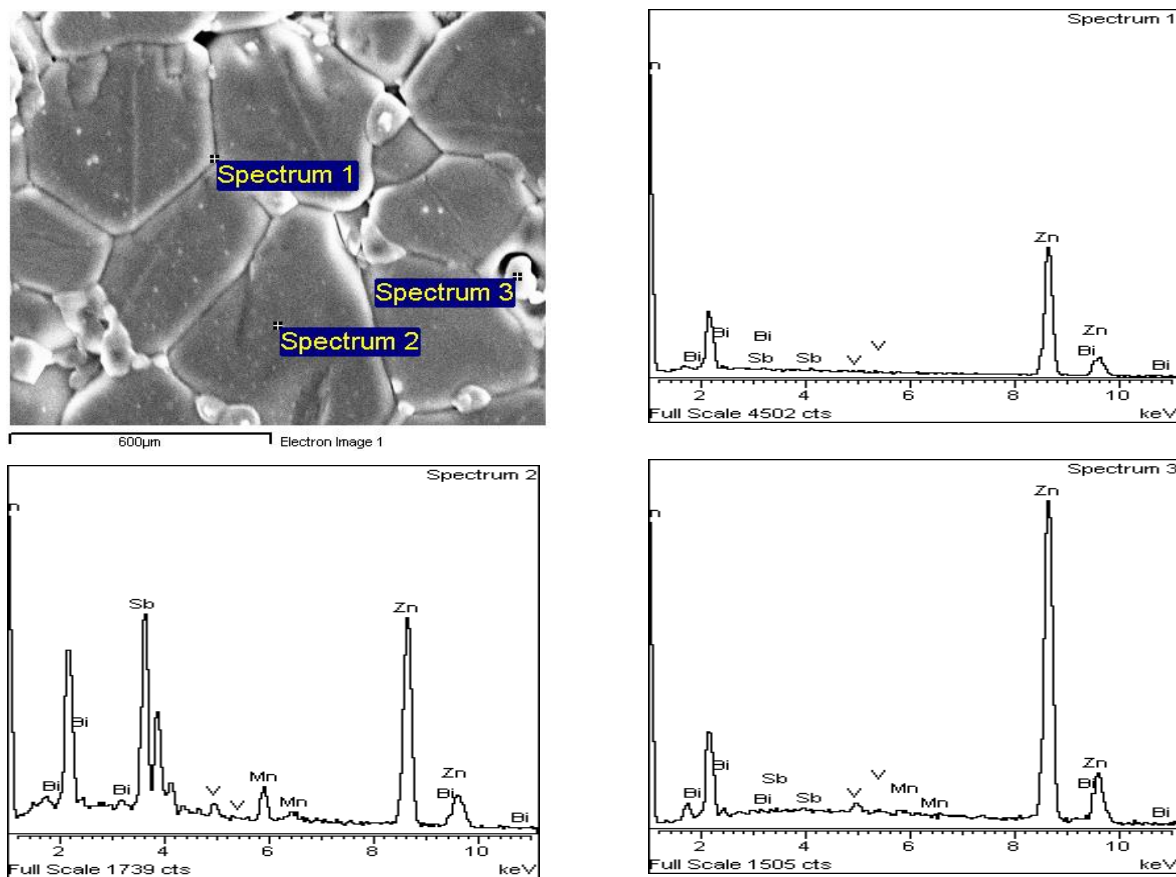 Spectrum 1
Spectrum 3
Spectrum 2
600µm
Electron Image 1
Spectrum 1
n
Zn
Bi
Bi
Zn
Bi
Sb
Sb
V
V
Bi
Bi
2
4
6
8
10
Full Scale 4502 cts
keV
Spectrum 2
n
Sb
Zn
Bi
Bi
Bi
V
V
Mn
Mn
Zn
Bi
Bi
2
4
6
8
10
Full Scale 1739 cts
keV
Spectrum 3
Zn
n
Bi
Bi
Sb
Bi
Sb
V
V
Mn
Mn
Zn
Bi
Bi
2
4
6
8
10
Full Scale 1505 cts
keV